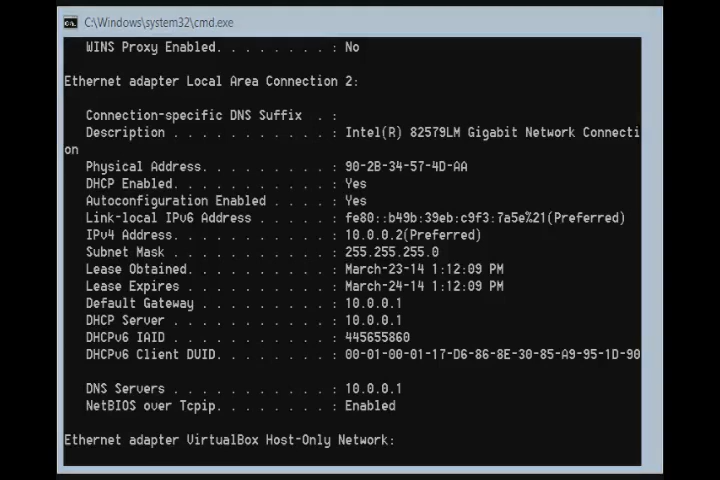 C:\Windows\system32\cmd.exe
WINS Proxy Enabled. . . . . . . . : No
Ethernet adapter Local Area Connection 2:
Connection-specific DNS Suffix  . :
Description . . . . . . . . . . . : Intel(R) 82579LM Gigabit Network Connecti
on
Physical Address. . . . . . . . . : 90-2B-34-57-4D-AA
DHCP Enabled. . . . . . . . . . . : Yes
Autoconfiguration Enabled . . . . : Yes
Link-local IPv6 Address . . . . . : fe80::b49b:39eb:c9f3:7a5e%21(Preferred)
IPv4 Address. . . . . . . . . . . : 10.0.0.2(Preferred)
Subnet Mask . . . . . . . . . . . : 255.255.255.0
Lease Obtained. . . . . . . . . . : March-23-14 1:12:09 PM
Lease Expires . . . . . . . . . . : March-24-14 1:12:09 PM
Default Gateway . . . . . . . . . : 10.0.0.1
DHCP Server . . . . . . . . . . . : 10.0.0.1
DHCPv6 IAID . . . . . . . . . . . : 445655860
DHCPv6 Client DUID. . . . . . . . : 00-01-00-01-17-D6-86-8E-30-85-A9-95-1D-90
DNS Servers . . . . . . . . . . . : 10.0.0.1
NetBIOS over Tcpip. . . . . . . . : Enabled
Ethernet adapter VirtualBox Host-Only Network: